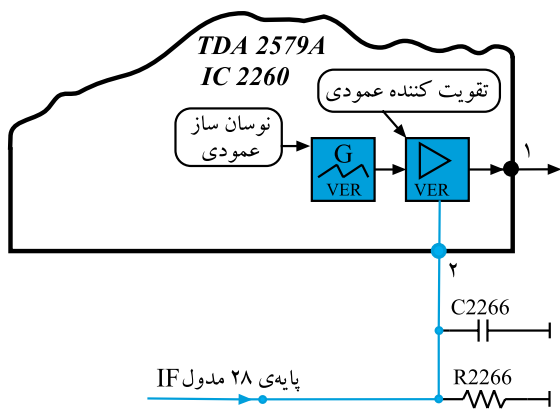 TDA 2579A
IC 2260
تقویت کننده عمودی
نوسان ساز
عمودی
G
VER
VER
۱
۲
C2266
R2266
پایه‌ی ۲۸ مدول IF